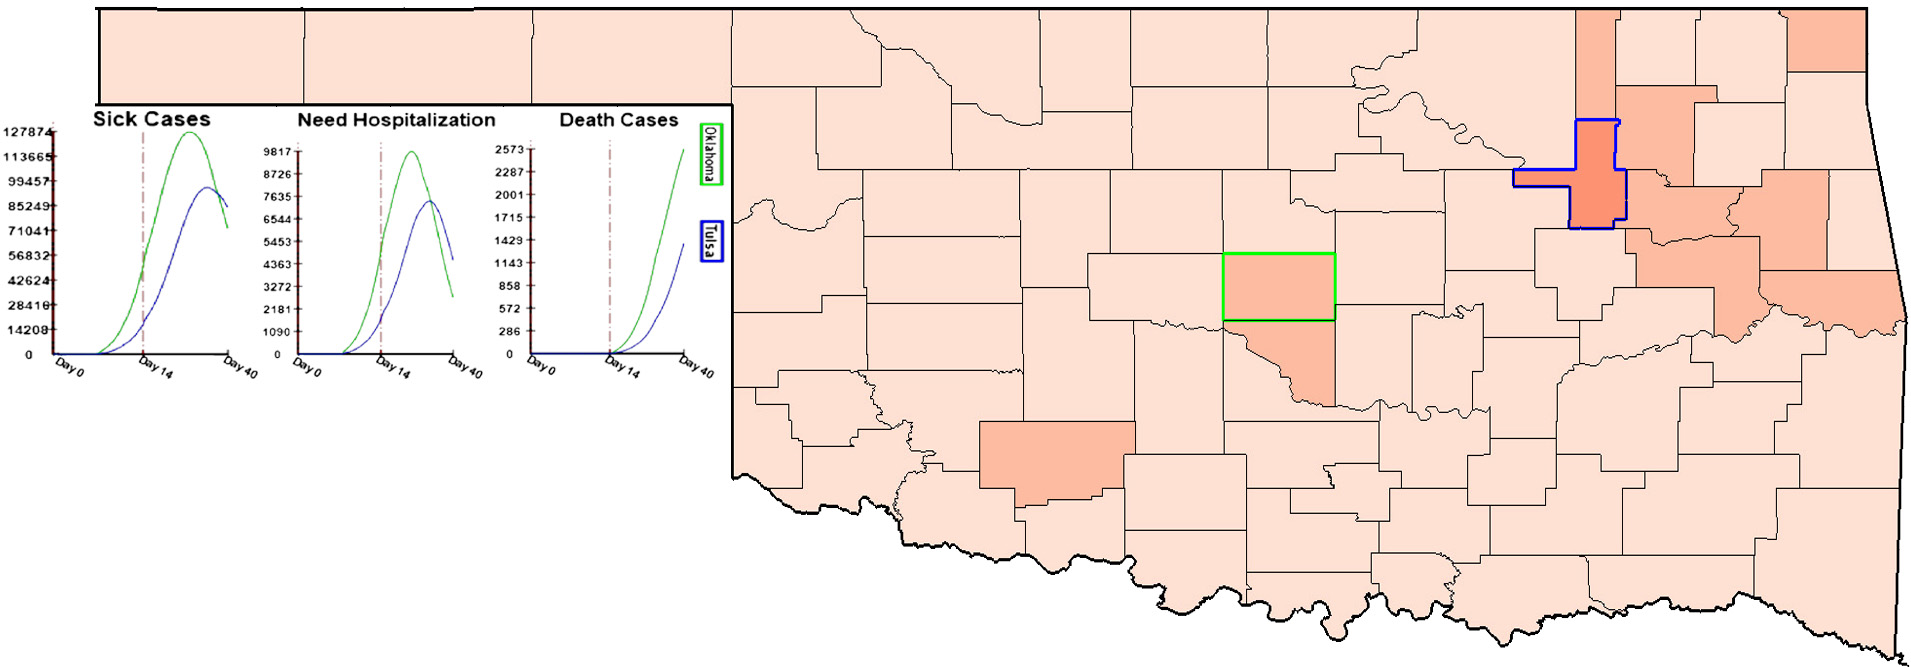 Sick Cases
127874
113665
99457
85249
71041
56832
42624
28416
14208
0
Day 0
Day 14
Day 40
Need Hospitalization
9817
8726
7635
6544
5453
4363
3272
2181
1090
0
Day 0
Day 14
Day 40
Death Cases
2573
2287
2001
1715
1429
1143
858
572
286
0
Day 0
Day 14
Day 40
Oklahoma
Tulsa